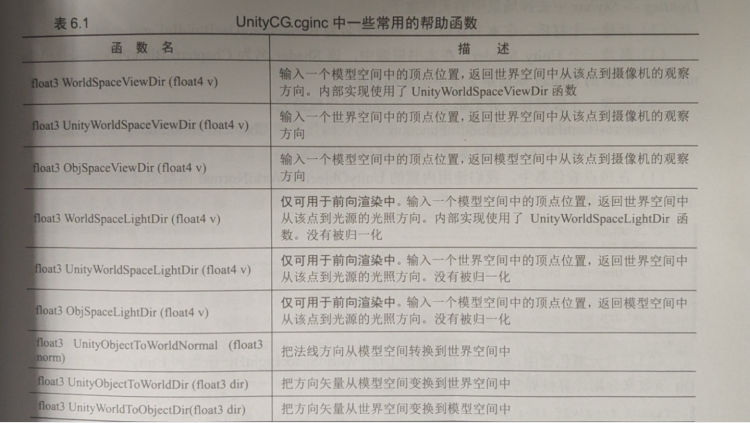 表 6.1 UnityCG.cginc 中一些常用的帮助函数
函 数 名 描 述
float3 WorldSpaceViewDir (float4 v) 输入一个模型空间中的顶点位置，返回世界空间中从该点到摄像机的观察
方向。内部实现使用了 UnityWorldSpaceViewDir 函数
float3 UnityWorldSpaceViewDir (float4 v) 输入一个世界空间中的顶点位置，返回世界空间中从该点到摄像机的观察
方向
float3 ObjSpaceViewDir (float4 v) 输入一个模型空间中的顶点位置，返回模型空间中从该点到摄像机的观察
方向
float3 WorldSpaceLightDir (float4 v) 仅可用于前向渲染中。输入一个模型空间中的顶点位置，返回世界空间中
从该点到光源的光照方向。内部实现使用了 UnityWorldSpaceLightDir 函
数。没有被归一化
float3 UnityWorldSpaceLightDir (float4 v) 仅可用于前向渲染中。输入一个世界空间中的顶点位置，返回世界空间中
从该点到光源的光照方向。没有被归一化
float3 ObjSpaceLightDir (float4 v) 仅可用于前向渲染中。输入一个模型空间中的顶点位置，返回模型空间中
从该点到光源的光照方向。没有被归一化
float3 UnityObjectToWorldNormal (float3
norm) 把法线方向从模型空间转换到世界空间中
float3 UnityObjectToWorldDir (float3 dir) 把方向矢量从模型空间变换到世界空间中
float3 UnityWorldToObjectDir(float3 dir) 把方向矢量从世界空间变换到模型空间中